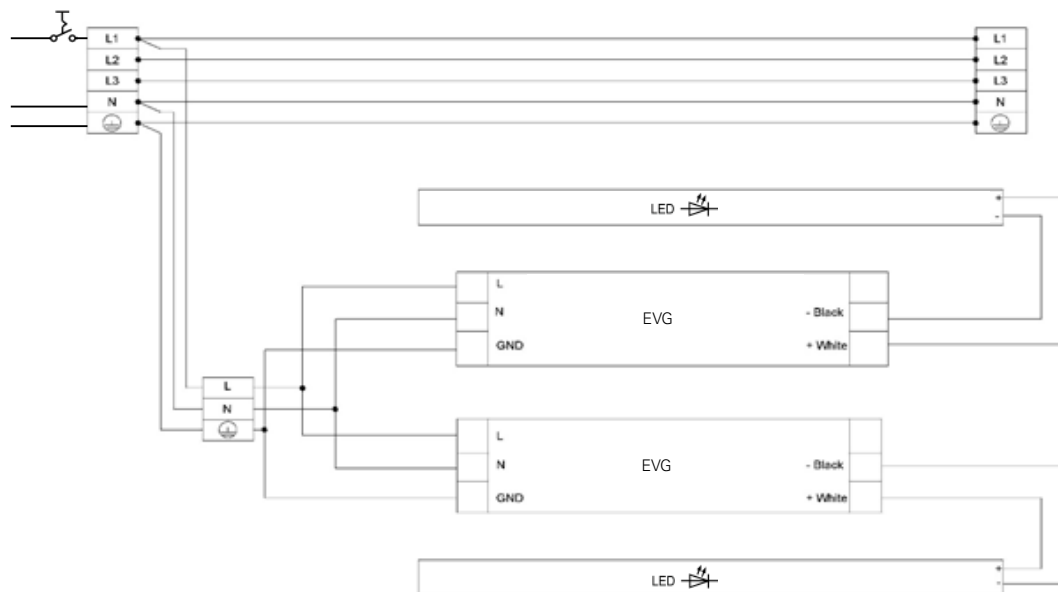 L1 L1
L2 L2
L3 L3
N N
LED + -
L
N EVG - Black
GND + White
L
N
L
N EVG - Black
GND + White
LED + -